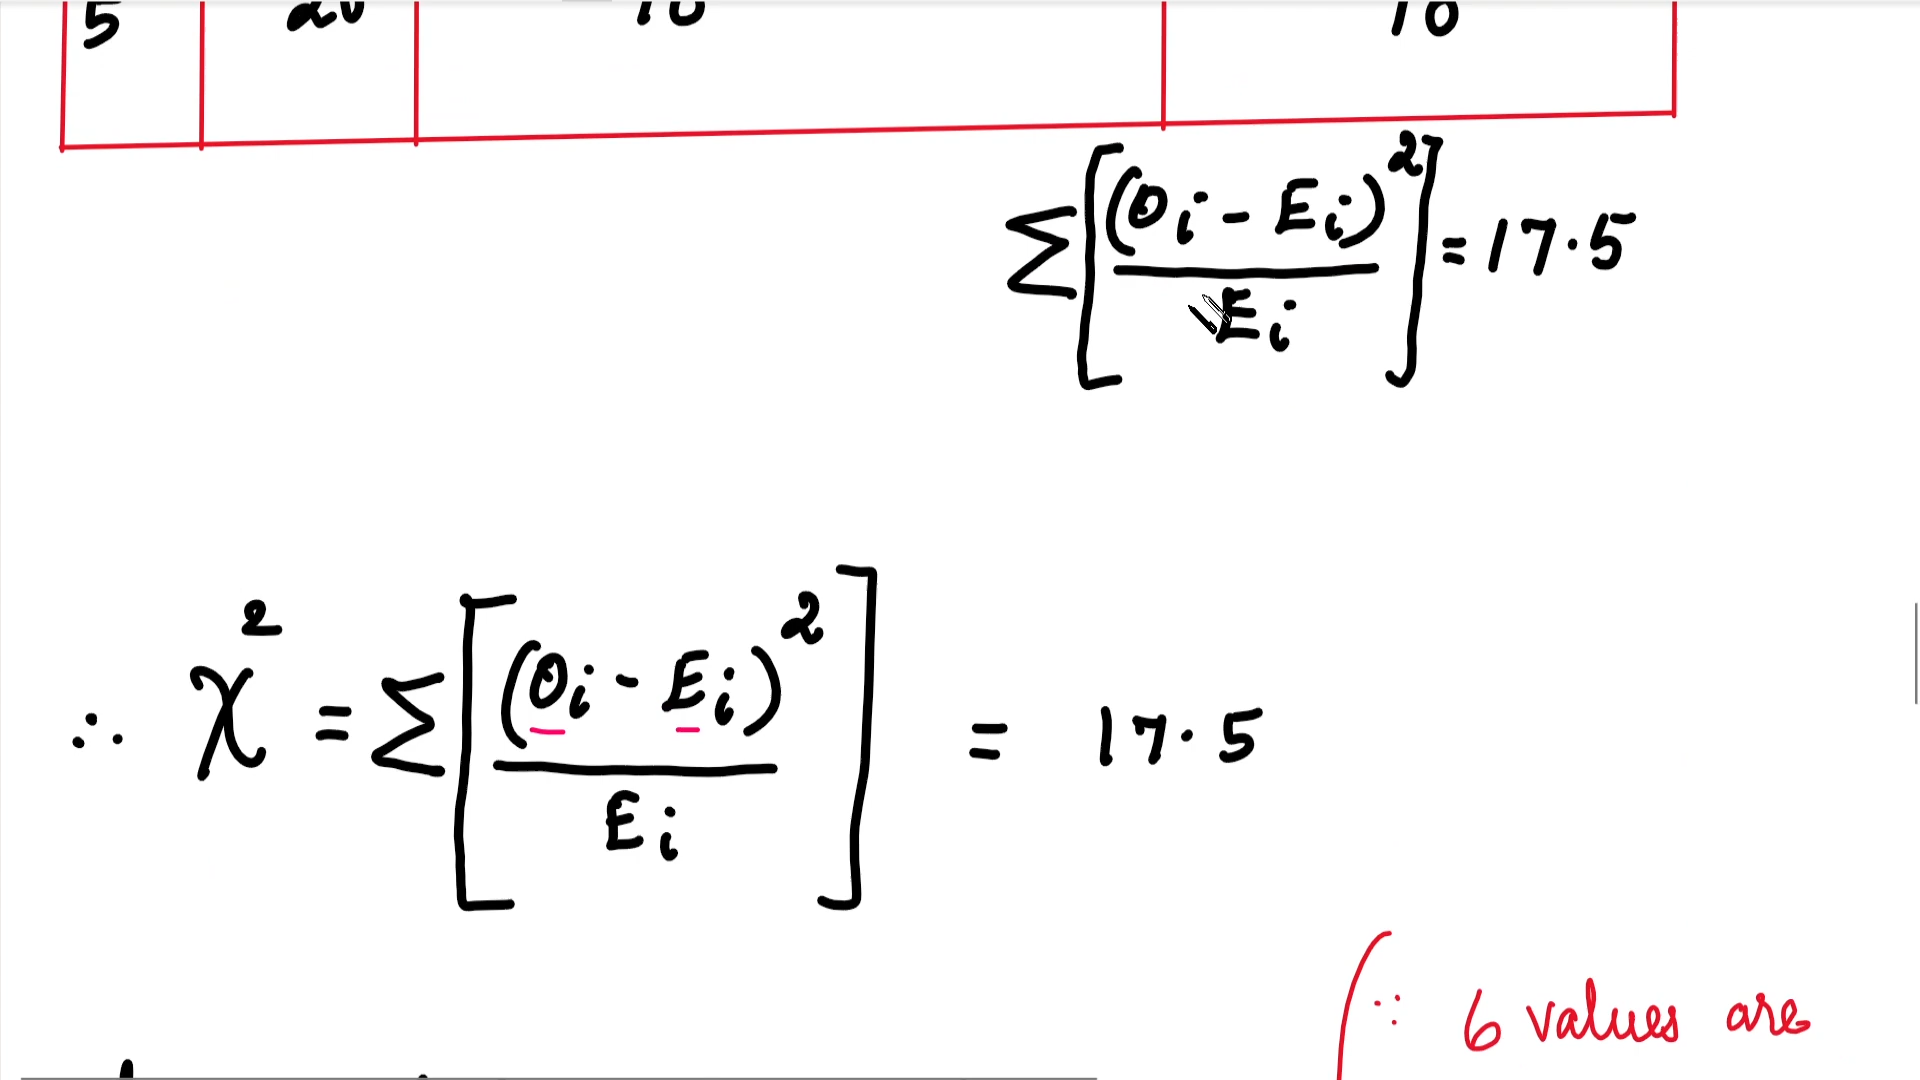 5 20 10 10
Σ[(Oi - Ei)²/Ei] = 17.5
∴ χ² = Σ[(Oi - Ei)²/Ei] = 17.5
(∵ 6 values are